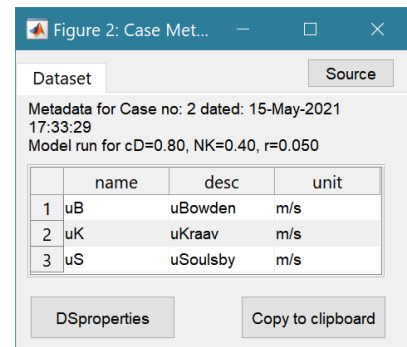 Figure 2: Case Met...
Dataset
Source
Metadata for Case no: 2 dated: 15-May-2021
17:33:29
Model run for cD=0.80, NK=0.40, r=0.050
name desc unit
1 uB uBowden m/s
2 uK uKraav m/s
3 uS uSoulsby m/s
DSproperties Copy to clipboard